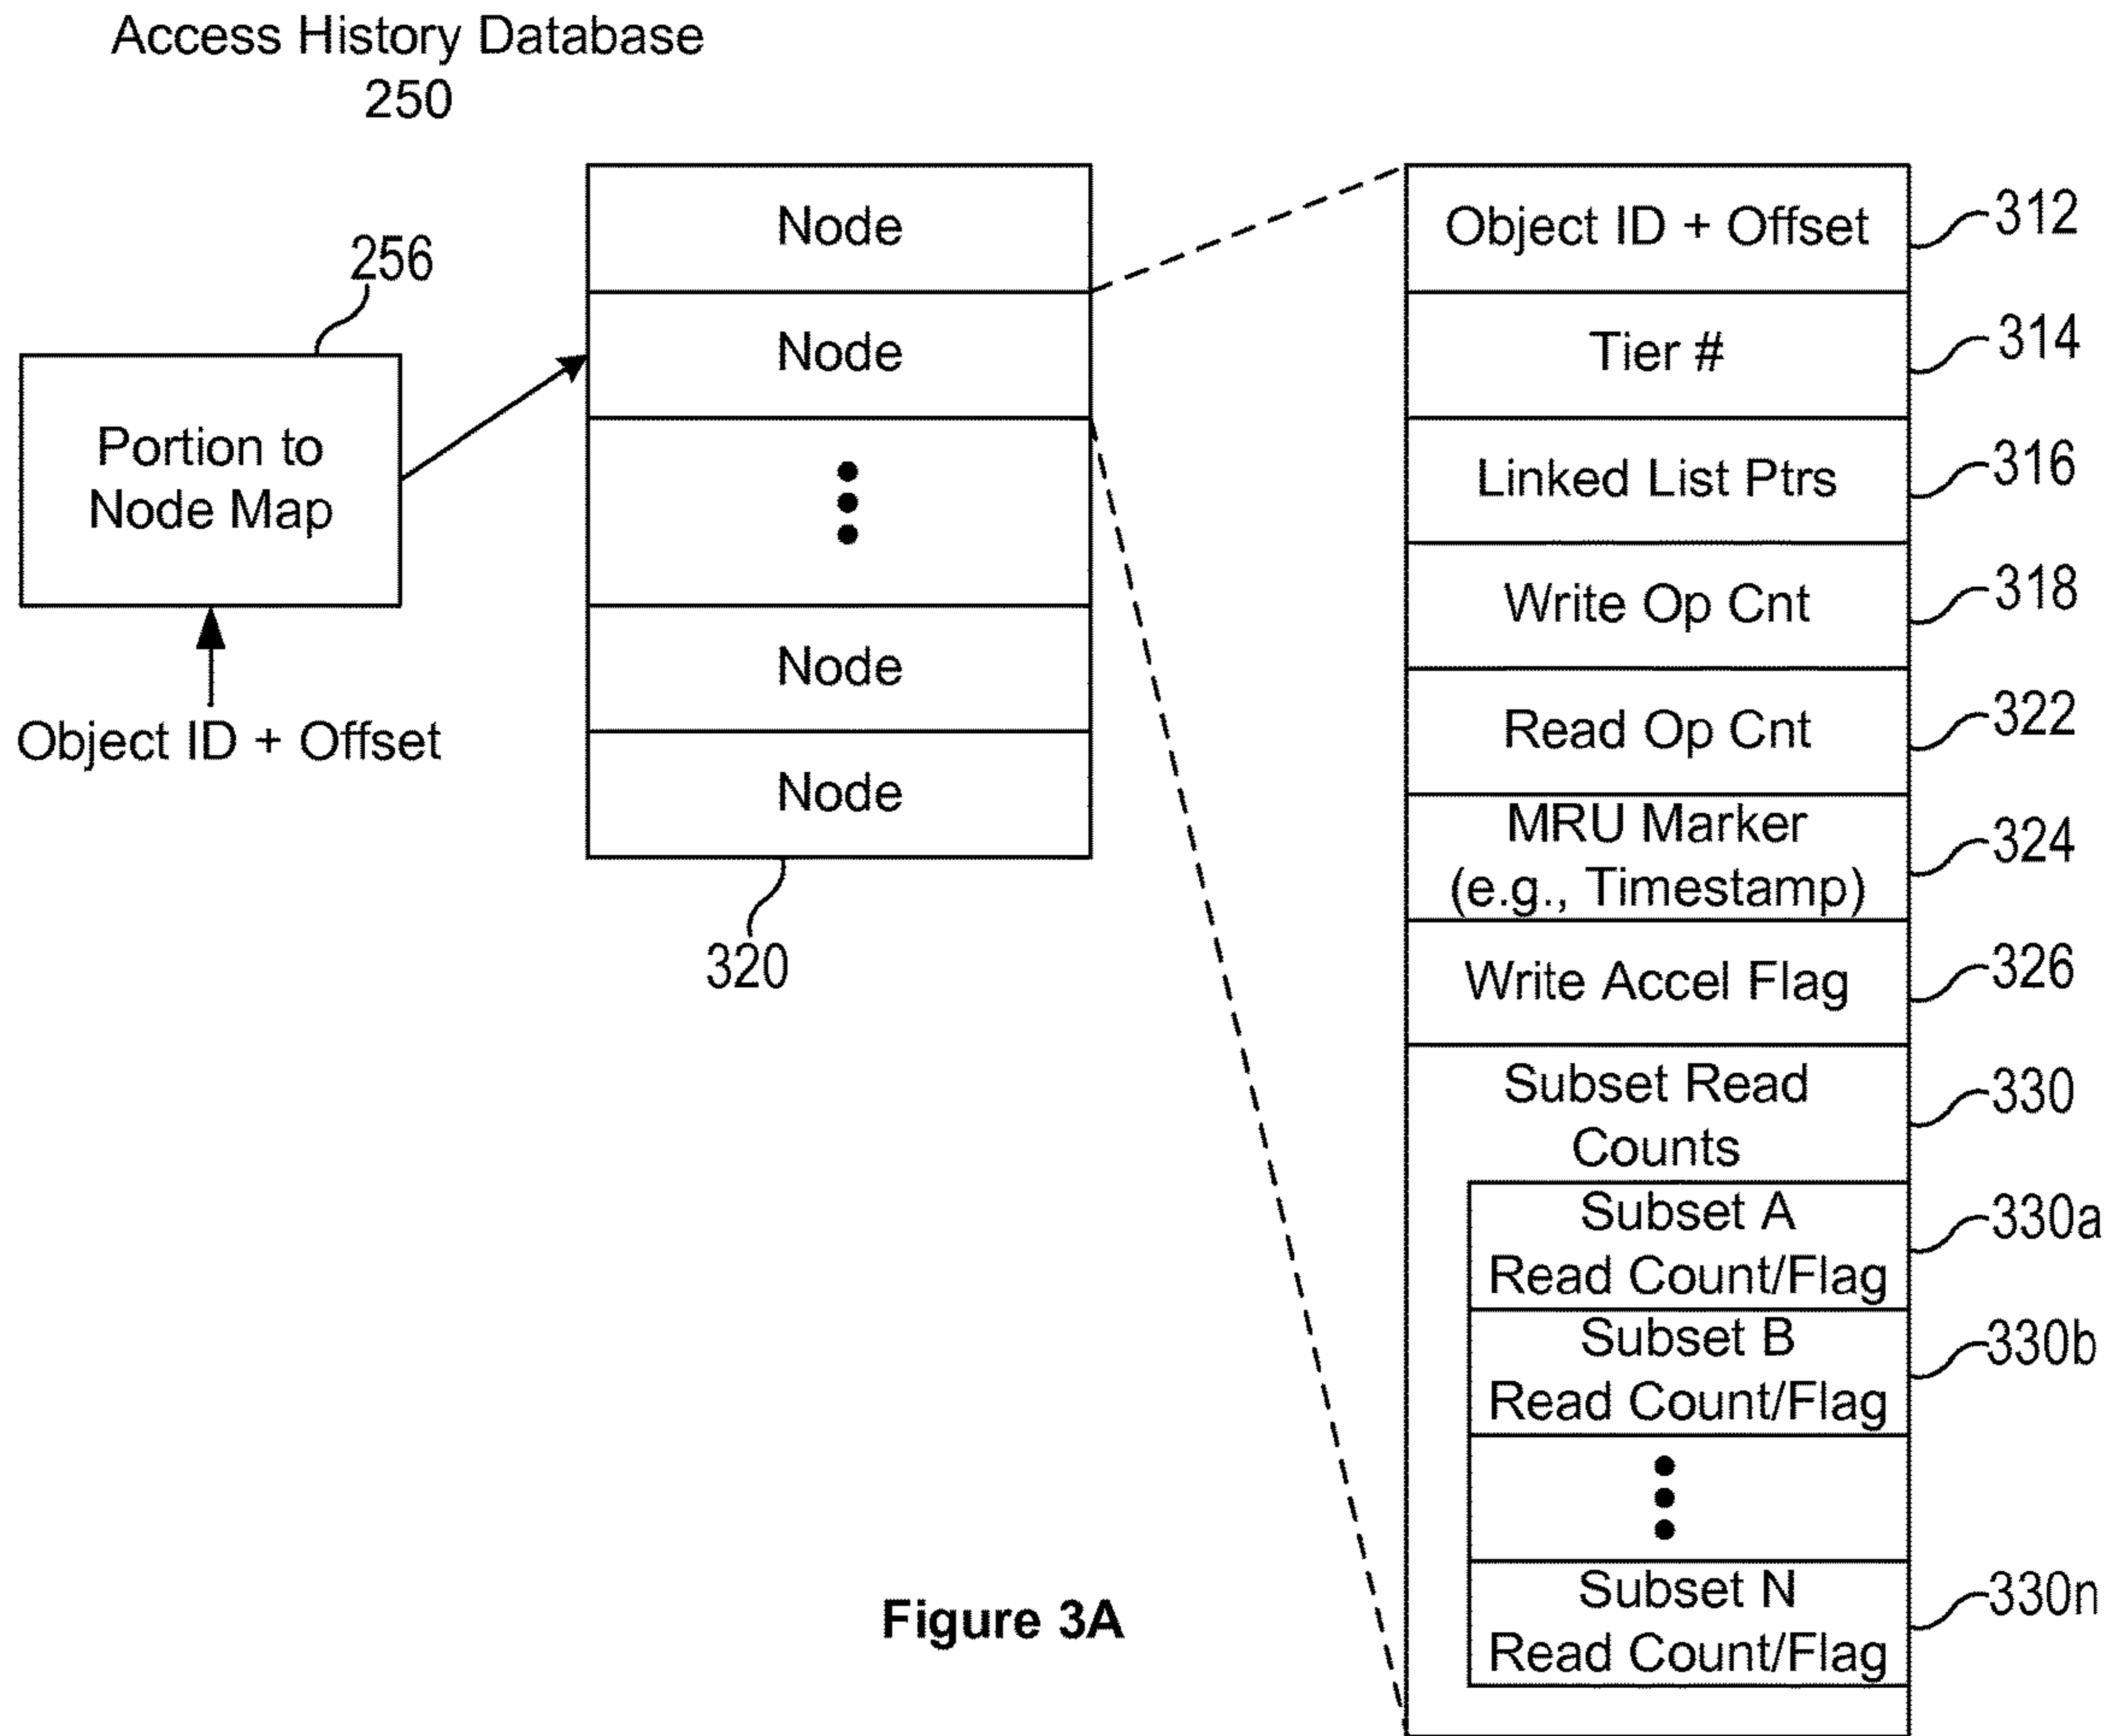 Access History Database
250
256
Portion to
Node Map
Object ID + Offset
Node
Node
Node
Node
320
Object ID + Offset
312
Tier #
314
Linked List Ptrs
316
Write Op Cnt
318
Read Op Cnt
322
MRU Marker
(e.g., Timestamp)
324
Write Accel Flag
326
Subset Read
Counts
330
Subset A
Read Count/Flag
330a
Subset B
Read Count/Flag
330b
Subset N
Read Count/Flag
330n
Figure 3A